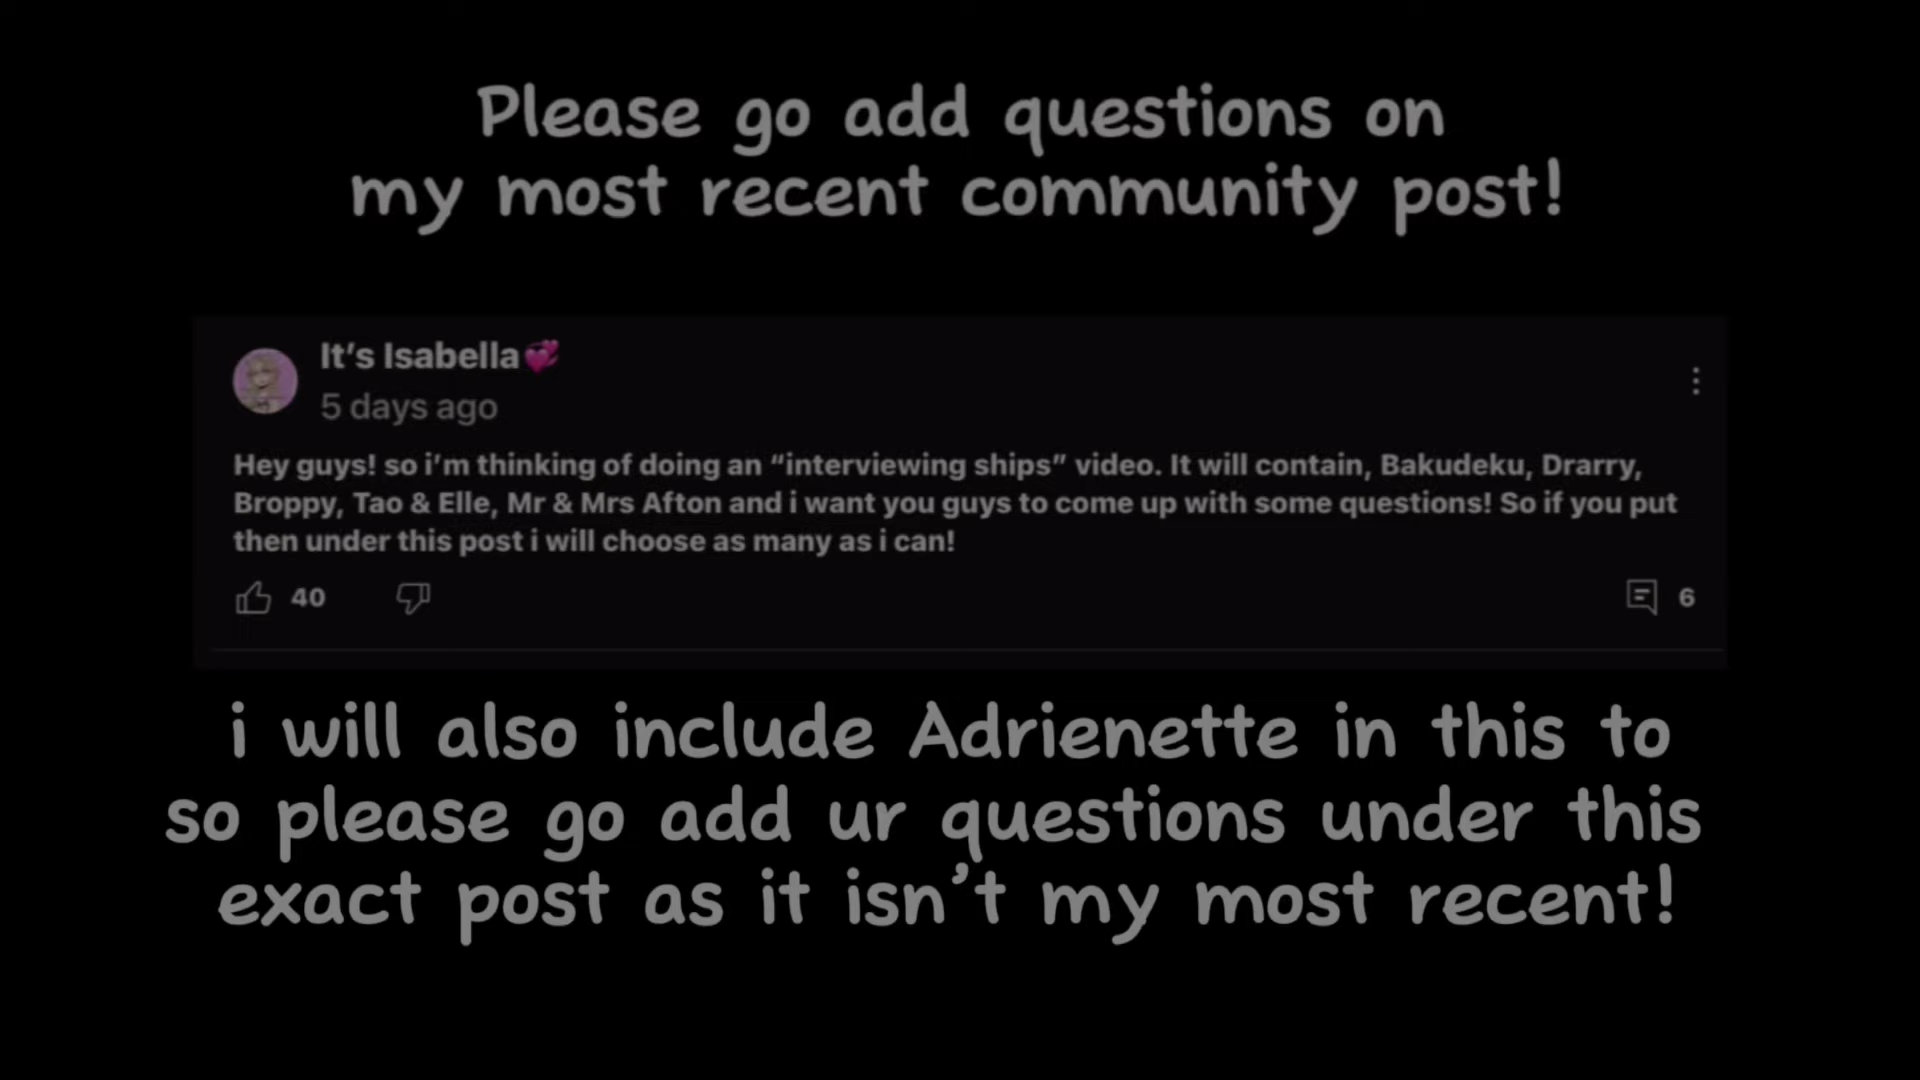 Please go add questions on
my most recent community post!
It's Isabella💞
5 days ago
Hey guys! so i'm thinking of doing an “interviewing ships” video. It will contain, Bakudeku, Drarry,
Broppy, Tao & Elle, Mr & Mrs Afton and i want you guys to come up with some questions! So if you put
then under this post i will choose as many as i can!
40
6
i will also include Adrienette in this to
so please go add ur questions under this
exact post as it isn't my most recent!